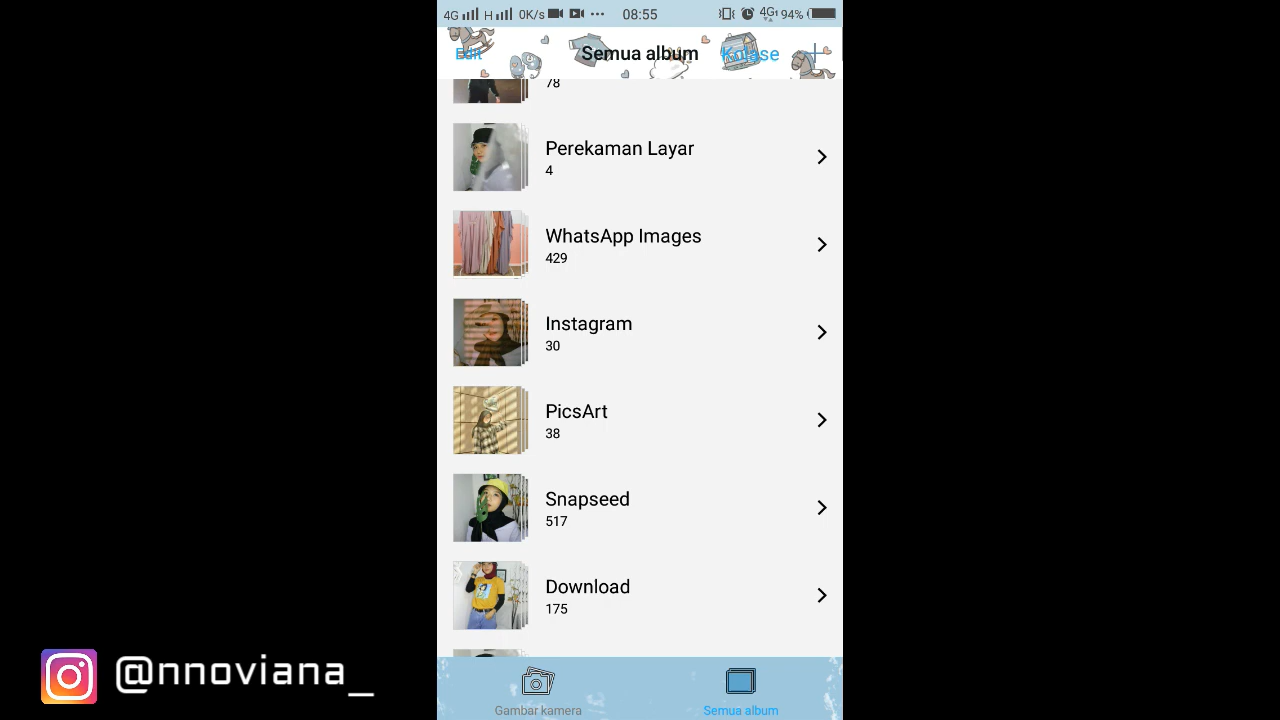 4G H 0K/s 08:55 4G1 94%
Edit Semua album Kolase
78
Perekaman Layar
4
WhatsApp Images
429
Instagram
30
PicsArt
38
Snapseed
517
Download
175
@nnoviana_
Gambar kamera Semua album